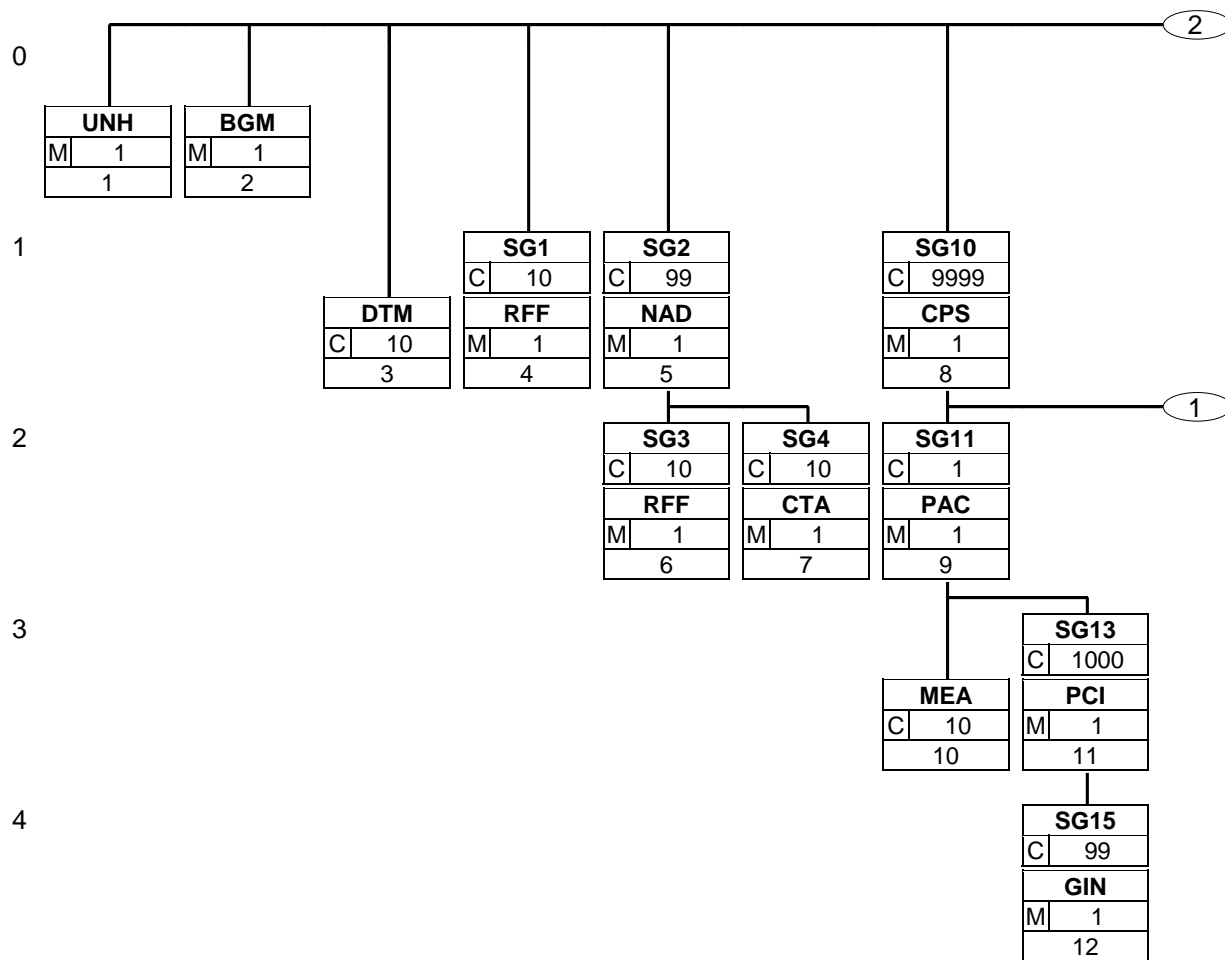 2
0
UNH BGM
M 1 M 1
1 2
1
SG1 SG2 SG10
C 10 C 99 C 9999
DTM RFF NAD CPS
C 10 M 1 M 1 M 1
3 4 5 8
1
2
SG3 SG4 SG11
C 10 C 10 C 1
RFF CTA PAC
M 1 M 1 M 1
6 7 9
3
SG13
C 1000
MEA PCI
C 10 M 1
10 11
4
SG15
C 99
GIN
M 1
12